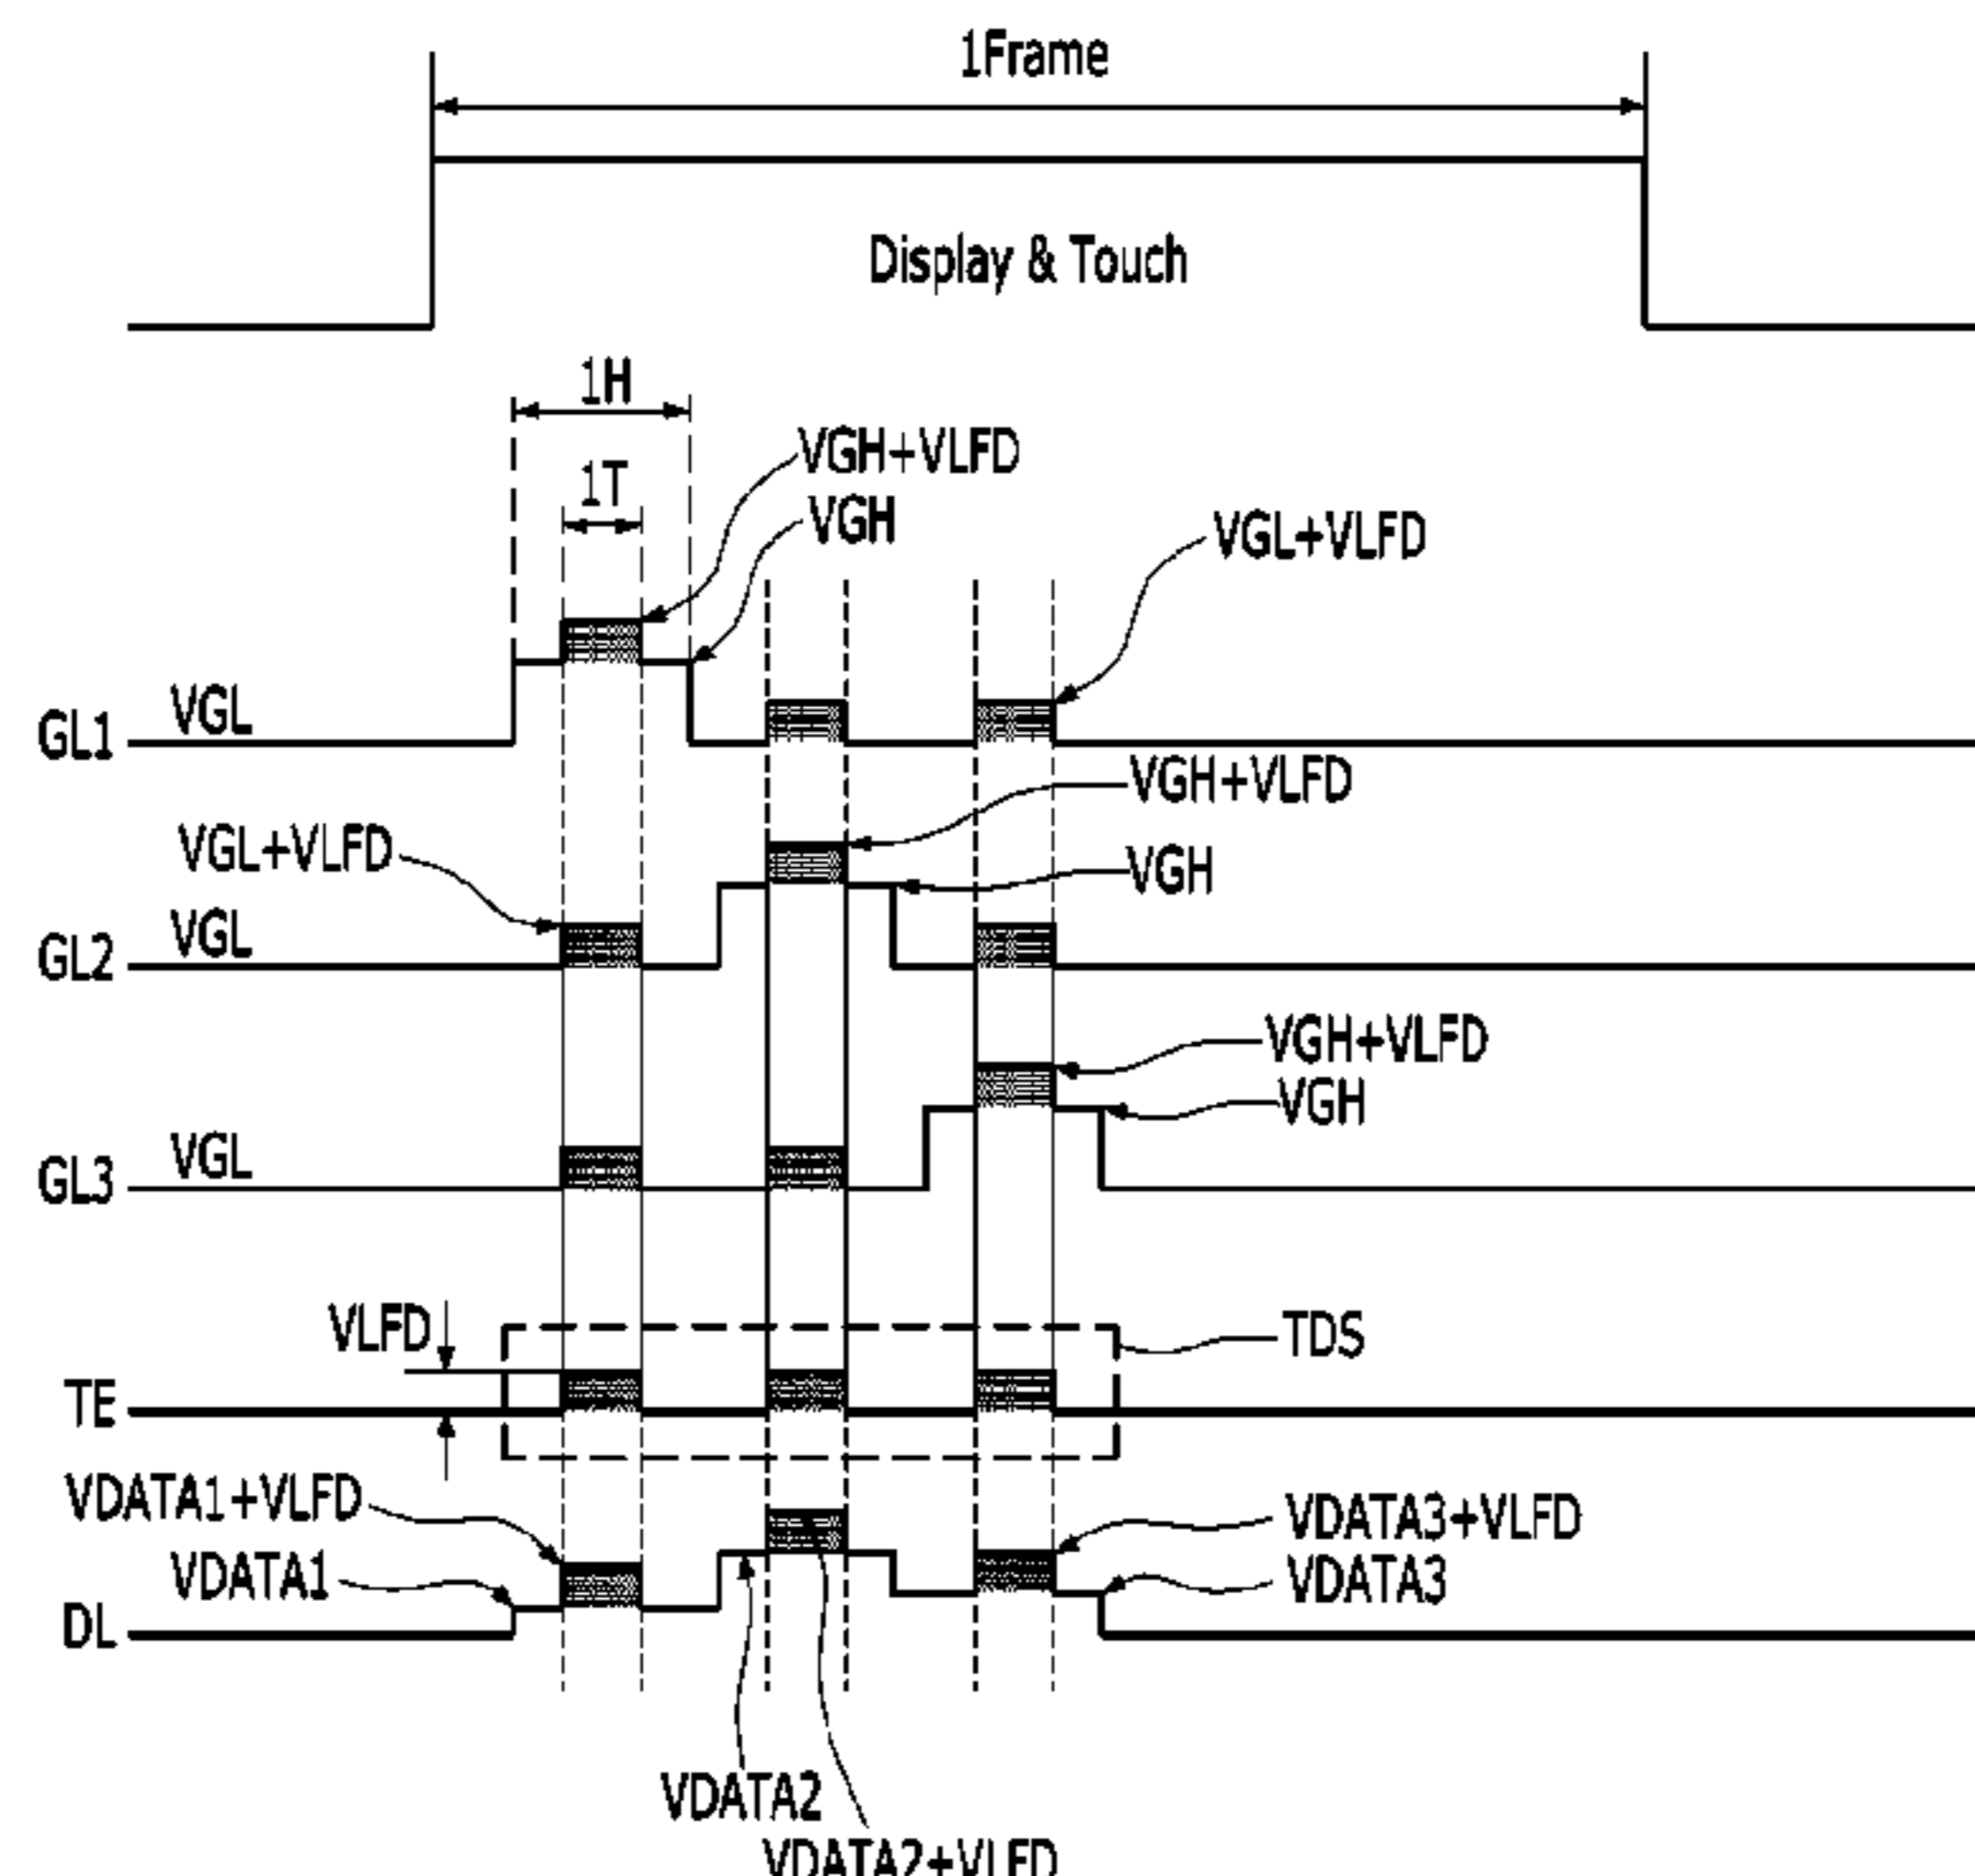 1Frame
Display & Touch
1H
1T
VGH+VLFD
VGH
VGL+VLFD
GL1
VGL
VGH+VLFD
VGH
VGL+VLFD
GL2
VGL
VGH+VLFD
VGH
GL3
VGL
VLFD
TDS
TE
VDATA1+VLFD
VDATA1
VDATA3+VLFD
VDATA3
DL
VDATA2
VDATA2+VLFD